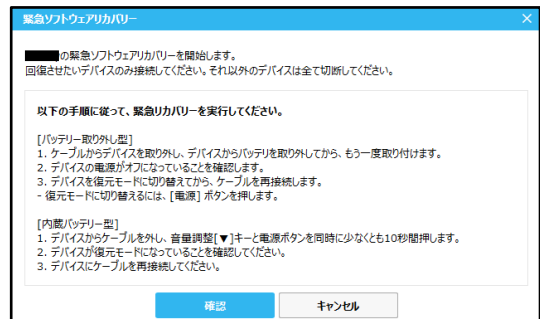 緊急ソフトウェアリカバリー
の緊急ソフトウェアリカバリーを開始します。
回復させたいデバイスのみ接続してください。それ以外のデバイスは全て切断してください。
以下の手順に従って、緊急リカバリーを実行してください。
[バッテリー取り外し型]
1. ケーブルからデバイスを取り外し、デバイスからバッテリを取り外してから、もう一度取り付けます。
2. デバイスの電源がオフになっていることを確認します。
3. デバイスを復元モードに切り替えてから、ケーブルを再接続します。
- 復元モードに切り替えるには、[電源] ボタンを押します。
[内蔵バッテリー型]
1. デバイスからケーブルを外し、音量調整[▼]キーと電源ボタンを同時に少なくとも10秒間押します。
2. デバイスが復元モードになっていることを確認してください。
3. デバイスにケーブルを再接続してください。
確認 キャンセル